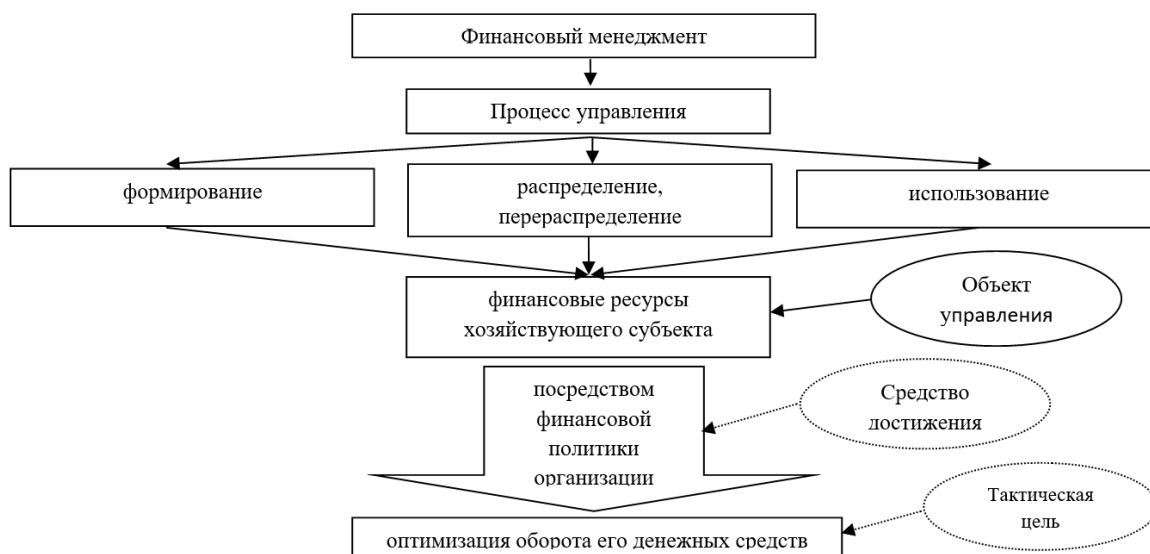 Финансовый менеджмент
Процесс управления
формирование
распределение,
перераспределение
использование
финансовые ресурсы
хозяйствующего субъекта
Объект
управления
посредством
финансовой
политики
организации
Средство
достижения
Тактическая
цель
оптимизация оборота его денежных средств